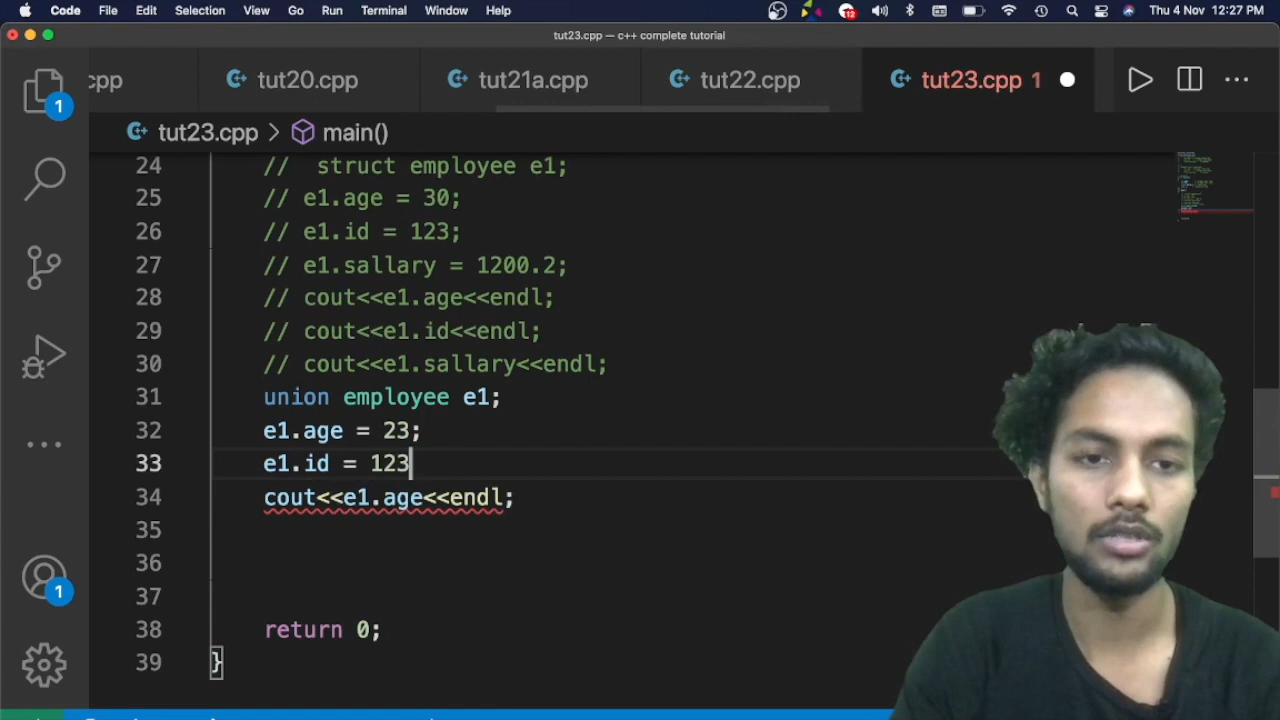 Code File Edit Selection View Go Run Terminal Window Help 12 Thu 4 Nov 12:27 PM
tut23.cpp — c++ complete tutorial
cpp tut20.cpp tut21a.cpp tut22.cpp tut23.cpp 1
tut23.cpp > main()
24 // struct employee e1;
25 // e1.age = 30;
26 // e1.id = 123;
27 // e1.sallary = 1200.2;
28 // cout<<e1.age<<endl;
29 // cout<<e1.id<<endl;
30 // cout<<e1.sallary<<endl;
31 union employee e1;
32 e1.age = 23;
33 e1.id = 123
34 cout<<e1.age<<endl;
35
36
37
38 return 0;
39 }
1
1